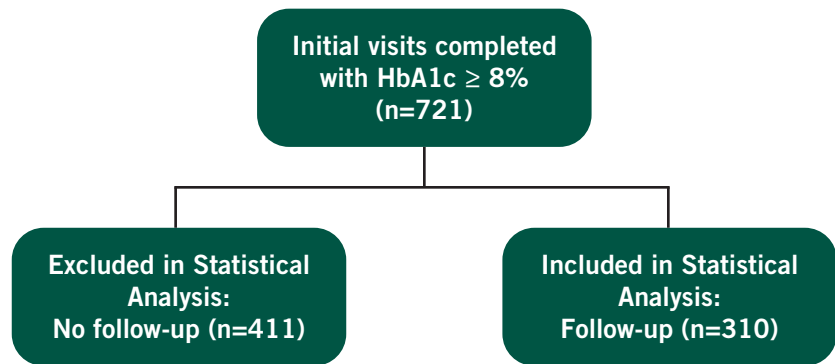 Initial visits completed
with HbA1c ≥ 8%
(n=721)
Excluded in Statistical
Analysis:
No follow-up (n=411)
Included in Statistical
Analysis:
Follow-up (n=310)